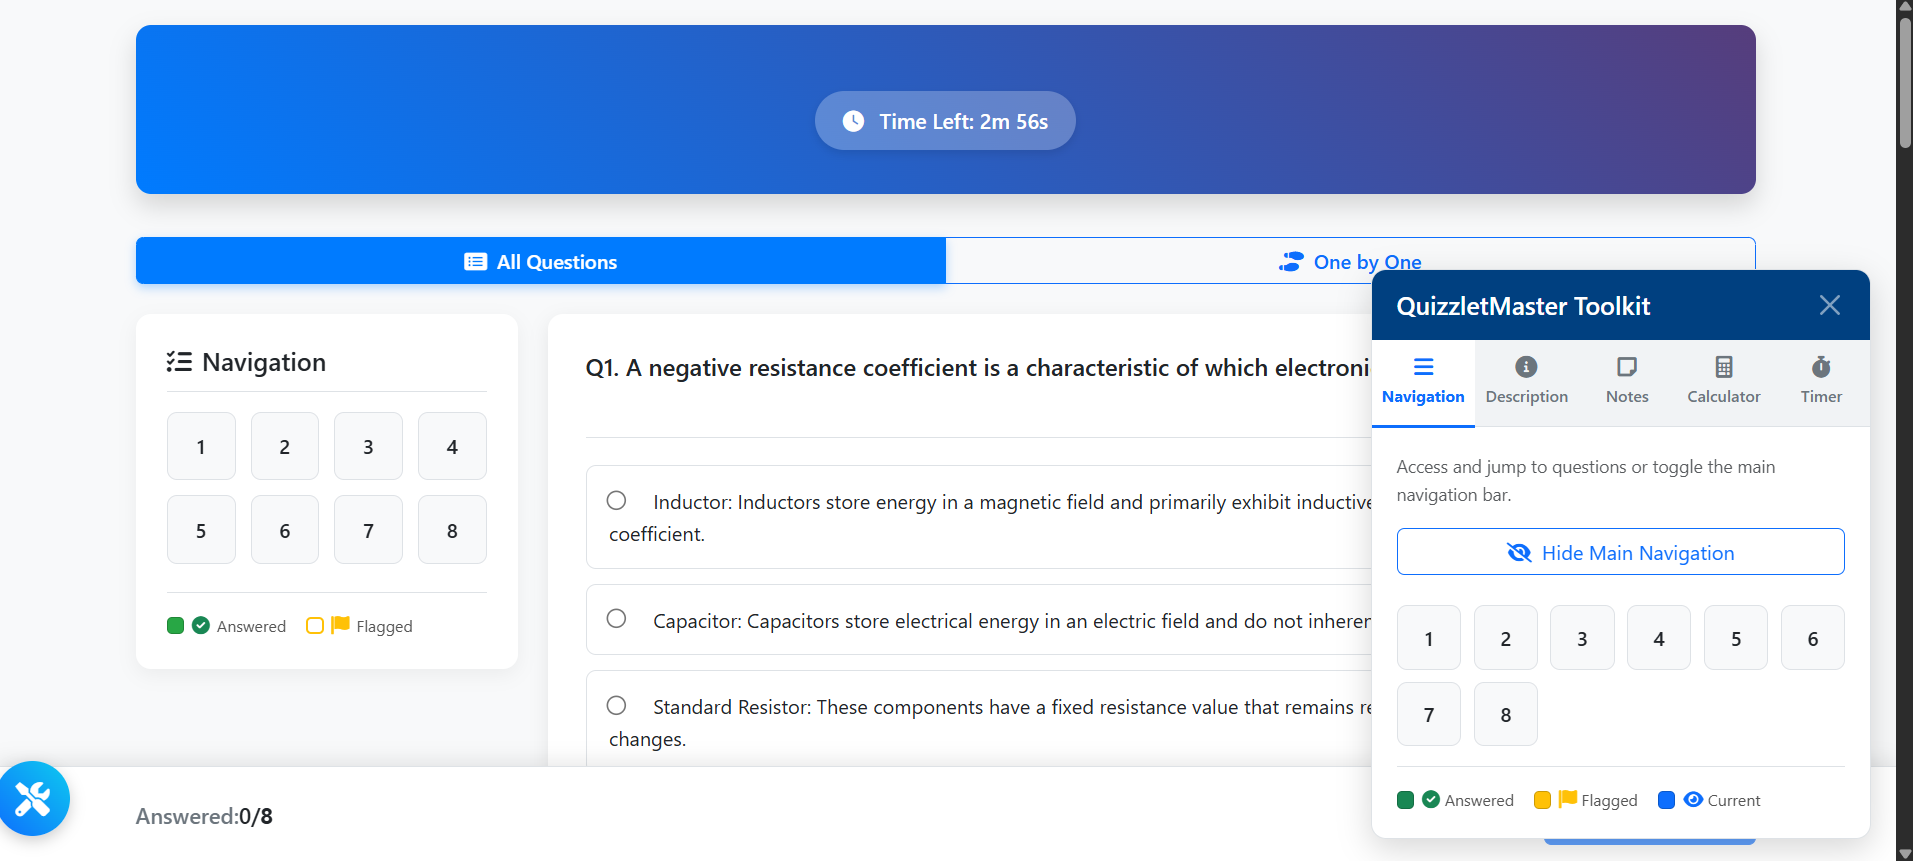 Time Left: 2m 56s
All Questions
One by One
Navigation
1 2 3 4
5 6 7 8
Answered Flagged
Q1. A negative resistance coefficient is a characteristic of which electroni
Inductor: Inductors store energy in a magnetic field and primarily exhibit inductive
coefficient.
Capacitor: Capacitors store electrical energy in an electric field and do not inheren
Standard Resistor: These components have a fixed resistance value that remains re
changes.
Answered:0/8
QuizzletMaster Toolkit
Navigation Description Notes Calculator Timer
Access and jump to questions or toggle the main
navigation bar.
Hide Main Navigation
1 2 3 4 5 6
7 8
Answered Flagged Current